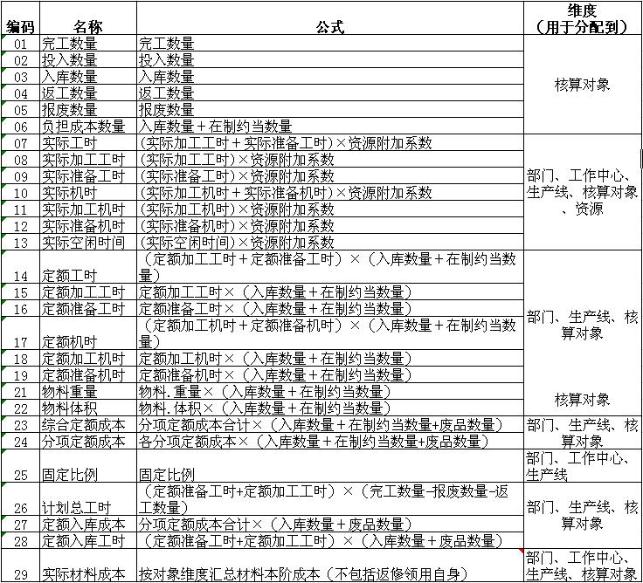 编码 名称 公式 维度
（用于分配到）
01 完工数量 完工数量
02 投入数量 投入数量
03 入库数量 入库数量
04 返工数量 返工数量
05 报废数量 报废数量
核算对象
06 负担成本数量 入库数量＋在制约当数量
07 实际工时 (实际加工工时＋实际准备工时)×资源附加系数
08 实际加工工时 (实际加工工时)×资源附加系数
09 实际准备工时 (实际准备工时)×资源附加系数
10 实际机时 (实际加工机时＋实际准备机时)×资源附加系数
11 实际加工机时 (实际加工机时)×资源附加系数
12 实际准备机时 (实际准备机时)×资源附加系数
13 实际空闲时间 (实际空闲时间)×资源附加系数
部门、工作中心、
生产线、核算对象
、资源
14 定额工时 （定额加工工时＋定额准备工时）×（入库数量＋在制约当数
量）
15 定额加工工时 定额加工工时×（入库数量＋在制约当数量）
16 定额准备工时 定额准备工时×（入库数量＋在制约当数量）
17 定额机时 （定额加工机时＋定额准备机时）×（入库数量＋在制约当数
量）
18 定额加工机时 定额加工机时×（入库数量＋在制约当数量）
19 定额准备机时 定额准备机时×（入库数量＋在制约当数量）
部门、生产线、核
算对象
21 物料重量 物料.重量×（入库数量＋在制约当数量）
22 物料体积 物料.体积×（入库数量＋在制约当数量）
核算对象
23 综合定额成本 分项定额成本合计×（入库数量＋在制约当数量+废品数量）
24 分项定额成本 各分项定额成本×（入库数量＋在制约当数量+废品数量）
部门、生产线、核
算对象
25 固定比例 固定比例
部门、工作中心、
生产线
26 计划总工时 （定额准备工时+定额加工工时）×（完工数量-报废数量-返
工数量）
27 定额入库成本 分项定额成本合计×（入库数量＋废品数量）
28 定额入库工时 （定额准备工时+定额加工工时）×（入库数量＋废品数量）
部门、生产线、核
算对象
29 实际材料成本 按对象维度汇总材料本阶成本（不包括返修领用自身）
部门、工作中心、
生产线、核算对象